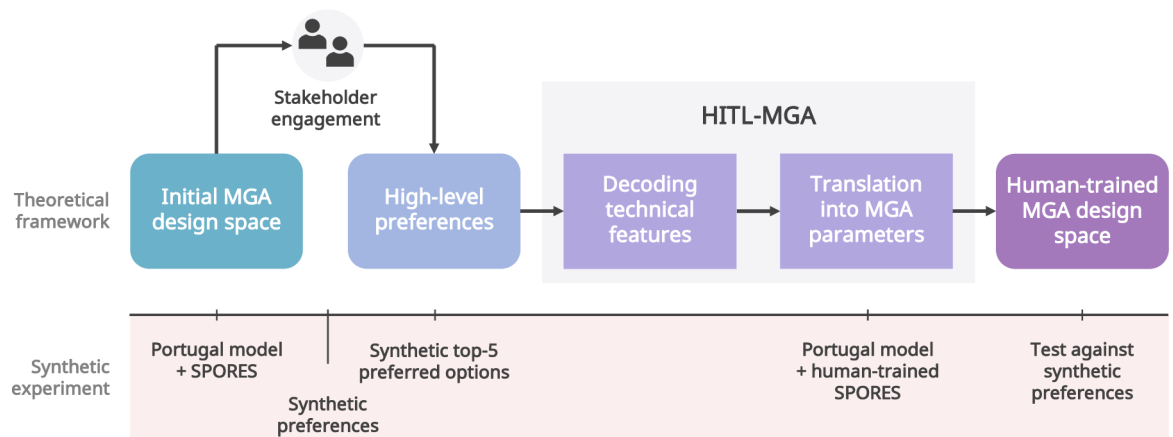 Stakeholder
engagement
HITL-MGA
Theoretical
framework
Initial MGA
design space
High-level
preferences
Decoding
technical
features
Translation
into MGA
parameters
Human-trained
MGA design
space
Synthetic
experiment
Portugal model
+ SPORES
Synthetic
preferences
Synthetic top-5
preferred options
Portugal model
+ human-trained
SPORES
Test against
synthetic
preferences